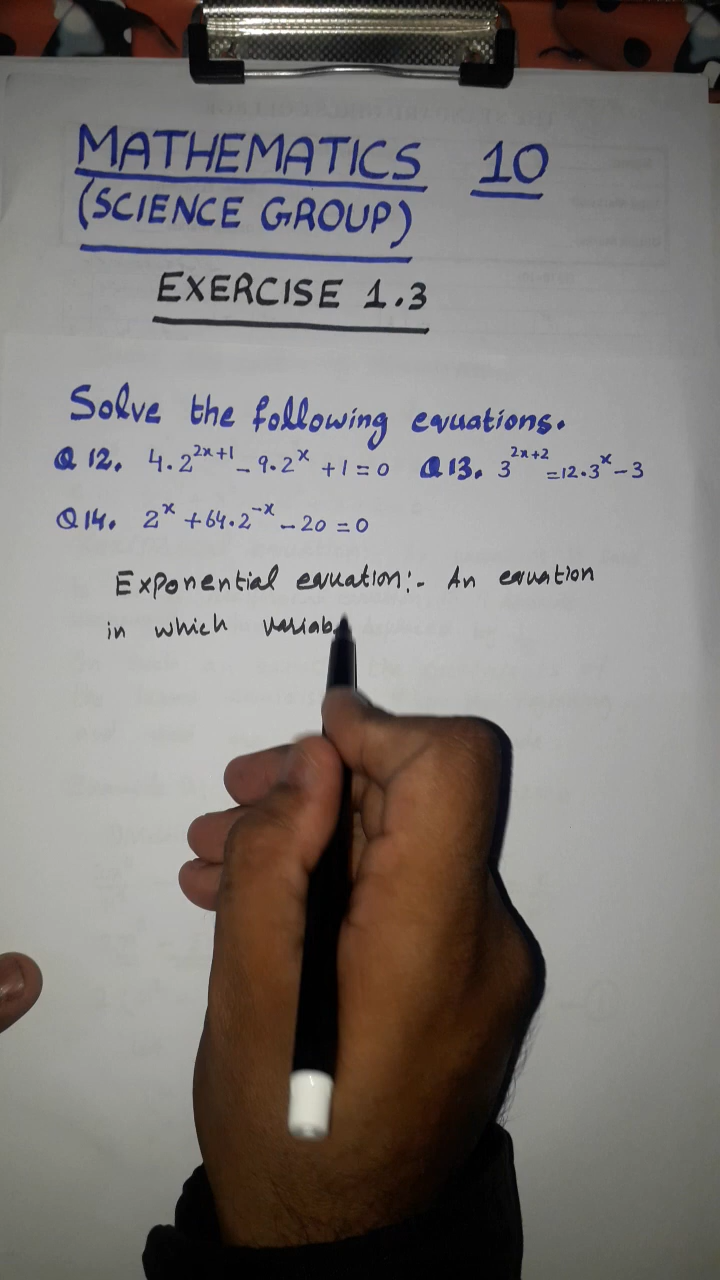 MATHEMATICS 10
(SCIENCE GROUP)
EXERCISE 1.3
Solve the following equations.
Q 12. 4.2^{2x+1} - 9.2^x + 1 = 0 Q 13. 3^{2x+2} = 12.3^x - 3
Q 14. 2^x + 64.2^{-x} - 20 = 0
Exponential equation:- An equation
in which variab